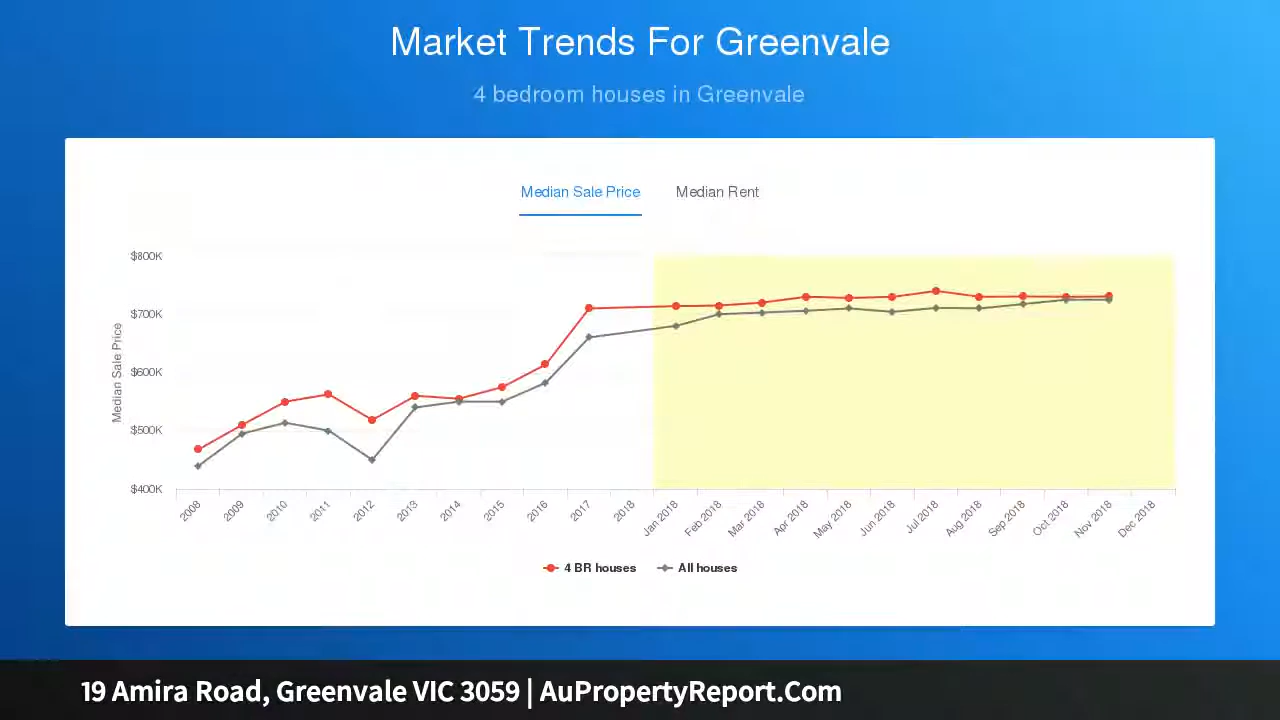 Market Trends For Greenvale
4 bedroom houses in Greenvale
Median Sale Price Median Rent
Median Sale Price
$800K
$700K
$600K
$500K
$400K
2008 2009 2010 2011 2012 2013 2014 2015 2016 2017 2018 Jan 2018 Feb 2018 Mar 2018 Apr 2018 May 2018 Jun 2018 Jul 2018 Aug 2018 Sep 2018 Oct 2018 Nov 2018 Dec 2018
4 BR houses All houses
19 Amira Road, Greenvale VIC 3059 | AuPropertyReport.Com